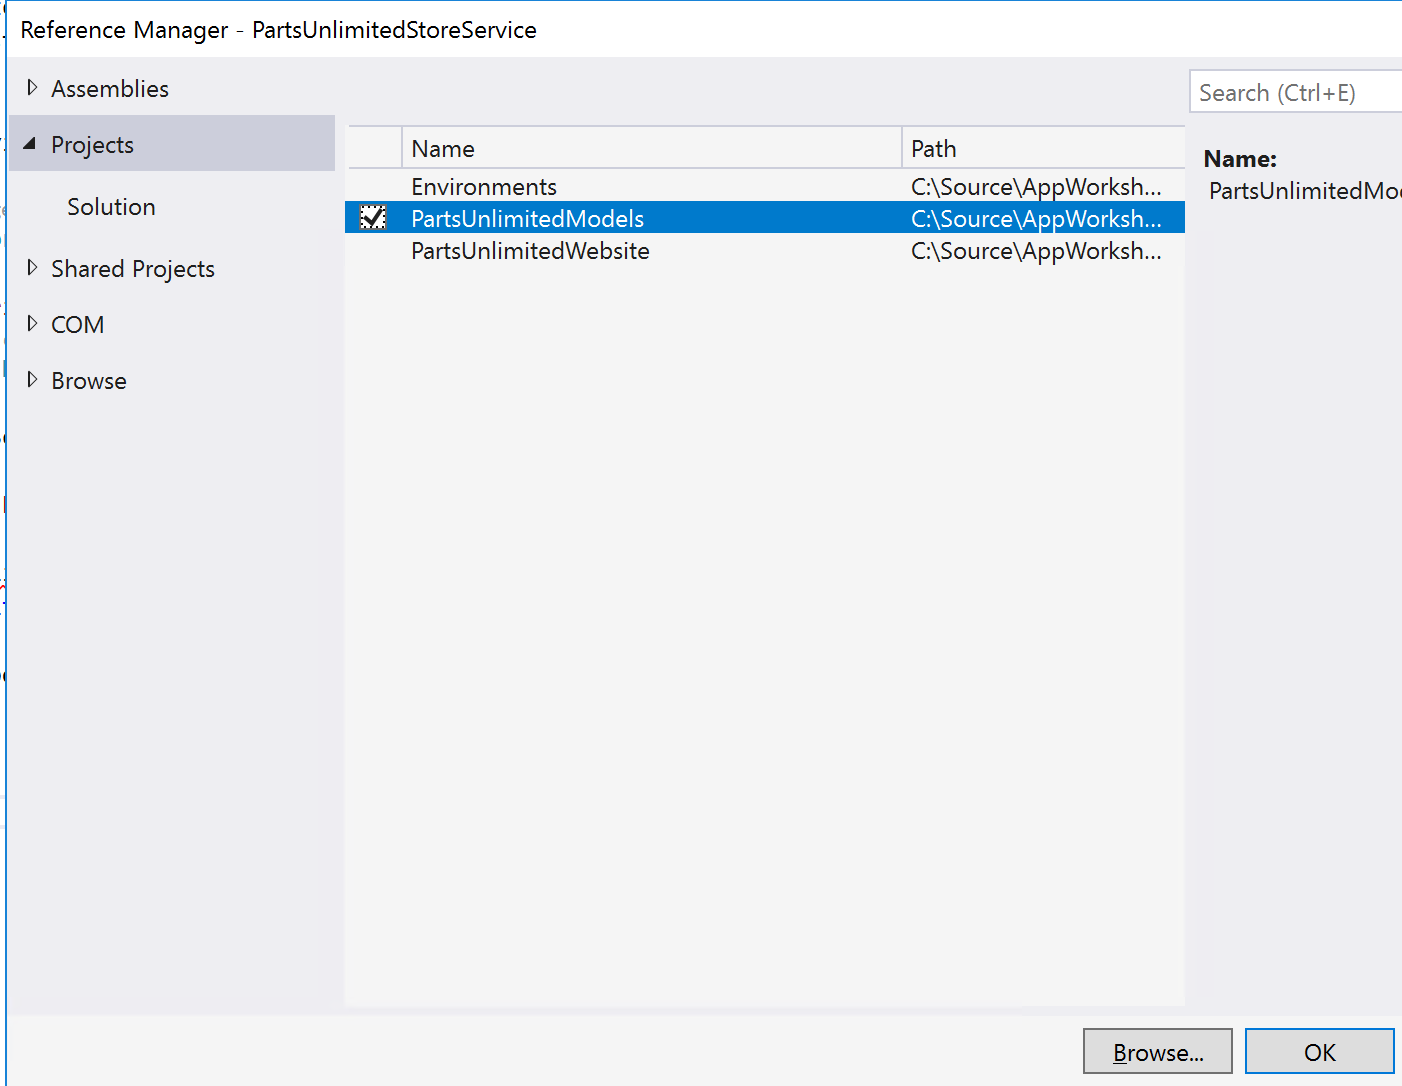 Reference Manager - PartsUnlimitedStoreService
Assemblies
Projects
Solution
Shared Projects
COM
Browse
Name Path
Environments C:\Source\AppWorksh...
PartsUnlimitedModels C:\Source\AppWorksh...
PartsUnlimitedWebsite C:\Source\AppWorksh...
Search (Ctrl+E)
Name:
PartsUnlimitedMo
Browse...
OK